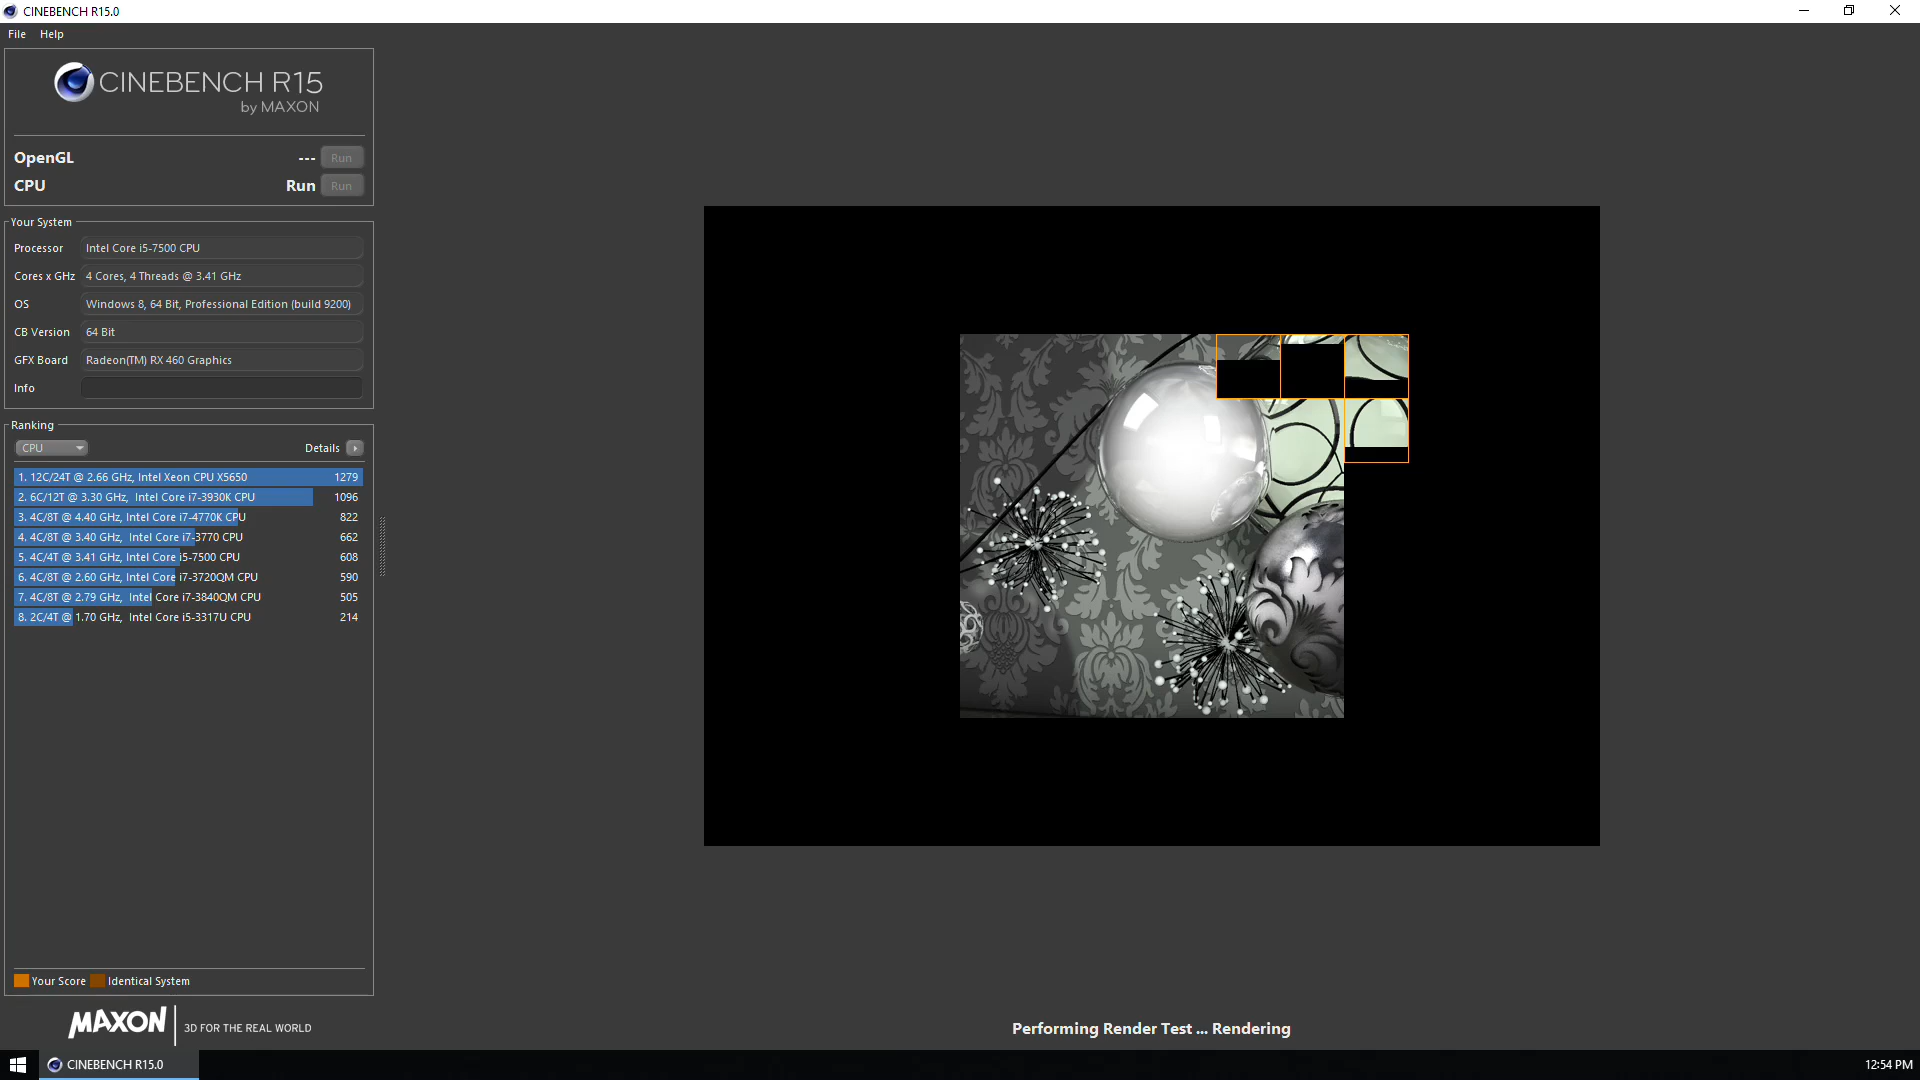 CINEBENCH R15.0
File Help
CINEBENCH R15
by MAXON
OpenGL --- Run
CPU Run Run
Your System
Processor Intel Core i5-7500 CPU
Cores x GHz 4 Cores, 4 Threads @ 3.41 GHz
OS Windows 8, 64 Bit, Professional Edition (build 9200)
CB Version 64 Bit
GFX Board Radeon(TM) RX 460 Graphics
Info
Ranking
CPU Details
1. 12C/24T @ 2.66 GHz, Intel Xeon CPU X5650 1279
2. 6C/12T @ 3.30 GHz, Intel Core i7-3930K CPU 1096
3. 4C/8T @ 4.40 GHz, Intel Core i7-4770K CPU 822
4. 4C/8T @ 3.40 GHz, Intel Core i7-3770 CPU 662
5. 4C/4T @ 3.41 GHz, Intel Core i5-7500 CPU 608
6. 4C/8T @ 2.60 GHz, Intel Core i7-3720QM CPU 590
7. 4C/8T @ 2.79 GHz, Intel Core i7-3840QM CPU 505
8. 2C/4T @ 1.70 GHz, Intel Core i5-3317U CPU 214
Your Score Identical System
MAXON 3D FOR THE REAL WORLD
Performing Render Test ... Rendering
CINEBENCH R15.0
12:54 PM